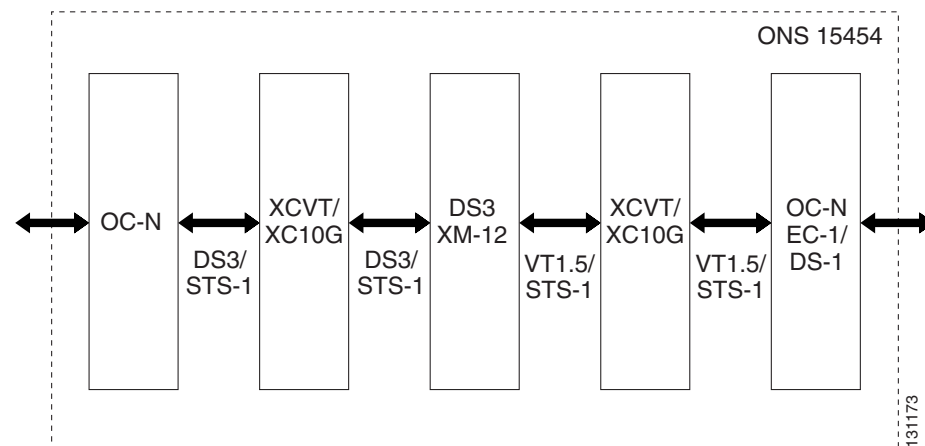 ONS 15454
OC-N
DS3/
STS-1
XCVT/
XC10G
DS3/
STS-1
DS3
XM-12
VT1.5/
STS-1
XCVT/
XC10G
VT1.5/
STS-1
OC-N
EC-1/
DS-1
131173